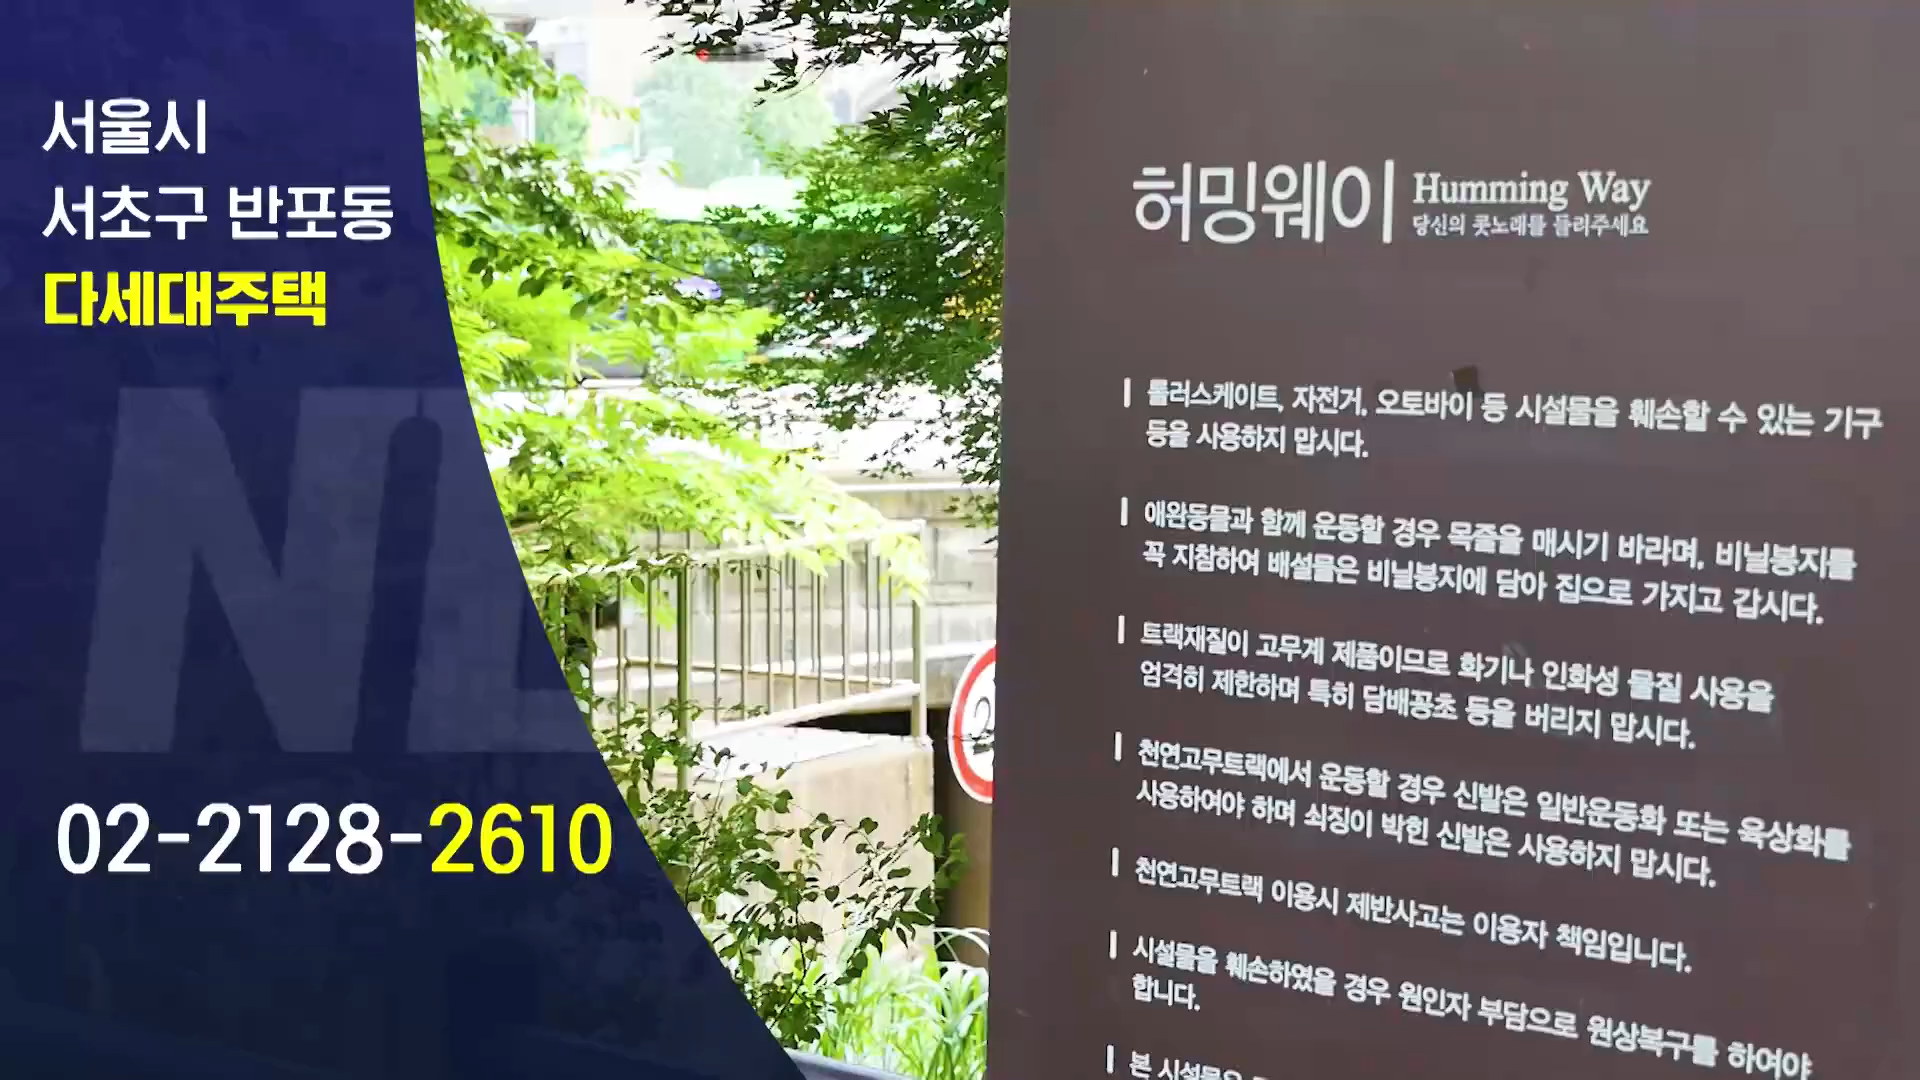 서울시
서초구 반포동
다세대주택
NL
02-2128-2610
허밍웨이
Humming Way
당신의 콧노래를 들려주세요
롤러스케이트, 자전거, 오토바이 등 시설물을 훼손할 수 있는 기구
등을 사용하지 맙시다.
애완동물과 함께 운동할 경우 목줄을 매시기 바라며, 비닐봉지를
꼭 지참하여 배설물은 비닐봉지에 담아 집으로 가지고 갑시다.
트랙재질이 고무계 제품이므로 화기나 인화성 물질 사용을
엄격히 제한하며 특히 담배꽁초 등을 버리지 맙시다.
천연고무트랙에서 운동할 경우 신발은 일반운동화 또는 육상화를
사용하여야 하며 쇠징이 박힌 신발은 사용하지 맙시다.
천연고무트랙 이용시 제반사고는 이용자 책임입니다.
시설물을 훼손하였을 경우 원인자 부담으로 원상복구를 하여야
합니다.
본 시설물은